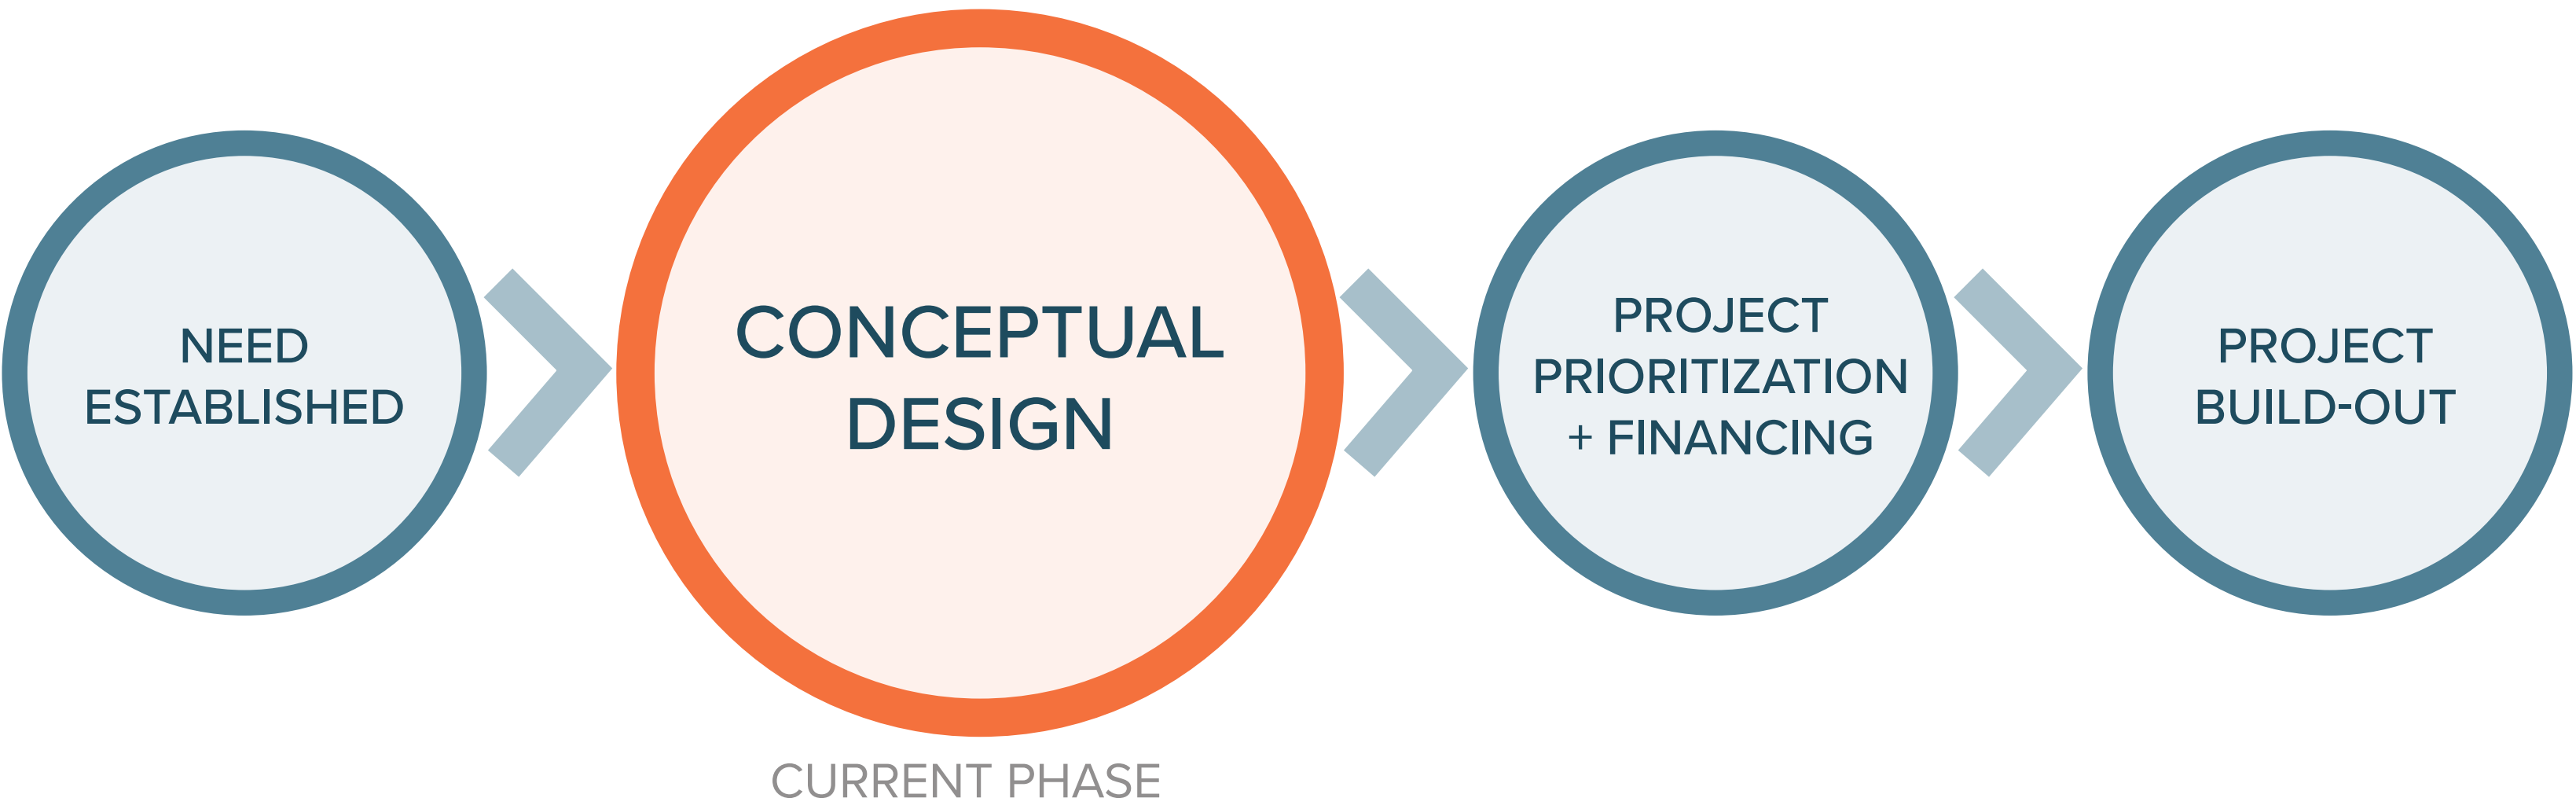 NEED
ESTABLISHED
CONCEPTUAL
DESIGN
PROJECT
PRIORITIZATION
+ FINANCING
PROJECT
BUILD-OUT
CURRENT PHASE